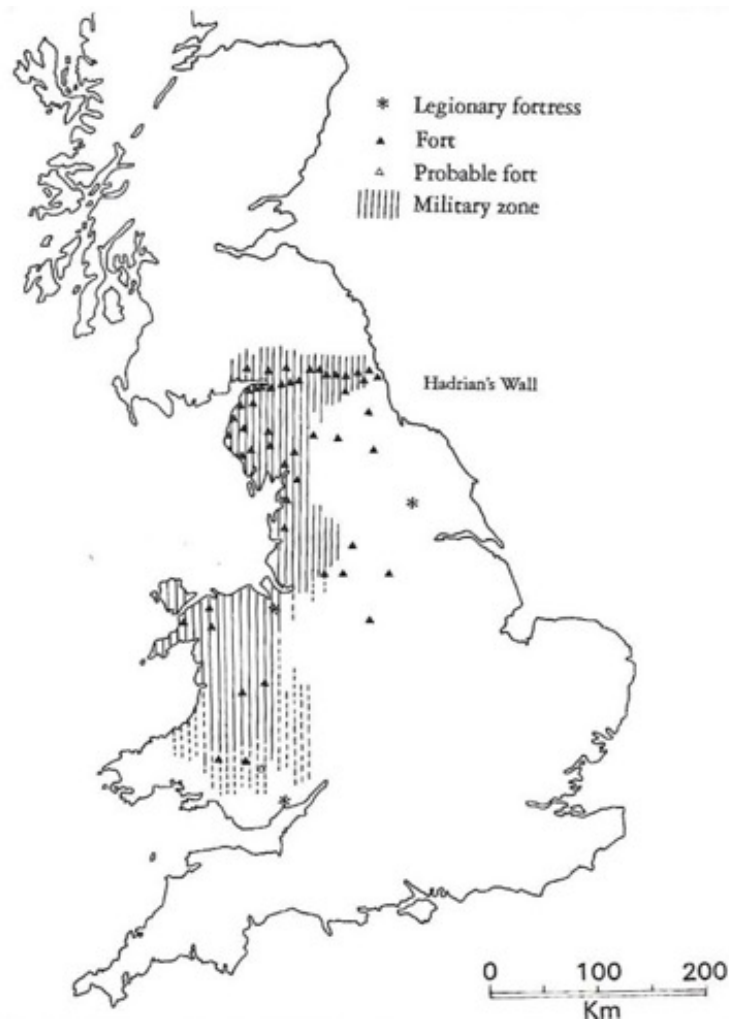 * Legionary fortress
▲ Fort
△ Probable fort
Military zone
Hadrian's Wall
0 100 200
Km